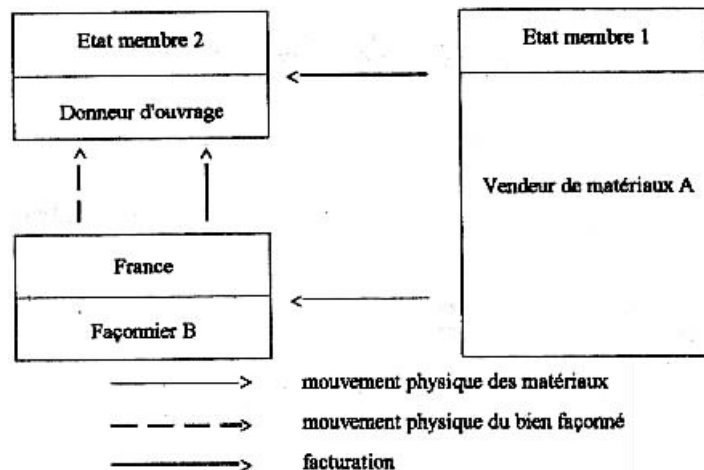 Etat membre 2
Etat membre 1
Donneur d'ouvrage
Vendeur de matériaux A
France
Façonnier B
mouvement physique des matériaux
mouvement physique du bien façonné
facturation